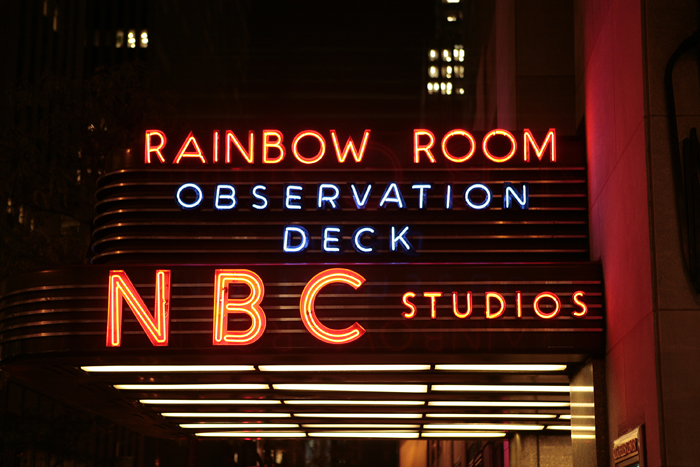 RAINBOW ROOM
OBSERVATION
DECK
NBC STUDIOS